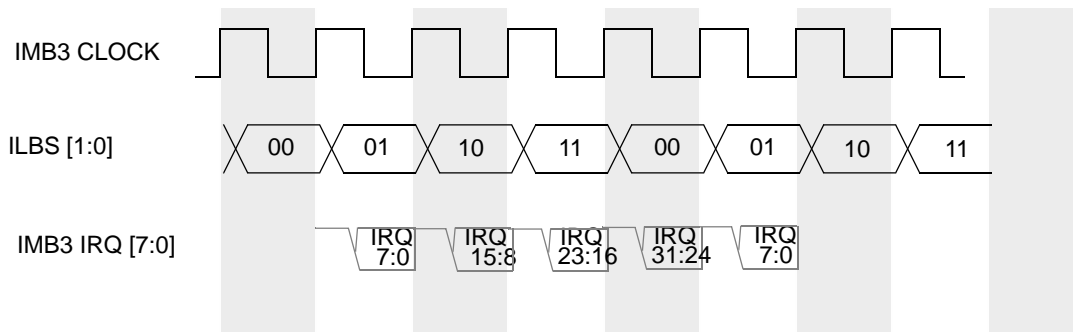 IMB3 CLOCK
ILBS [1:0]
00 01 10 11 00 01 10 11
IMB3 IRQ [7:0]
IRQ IRQ IRQ IRQ IRQ
7:0 15:8 23:16 31:24 7:0